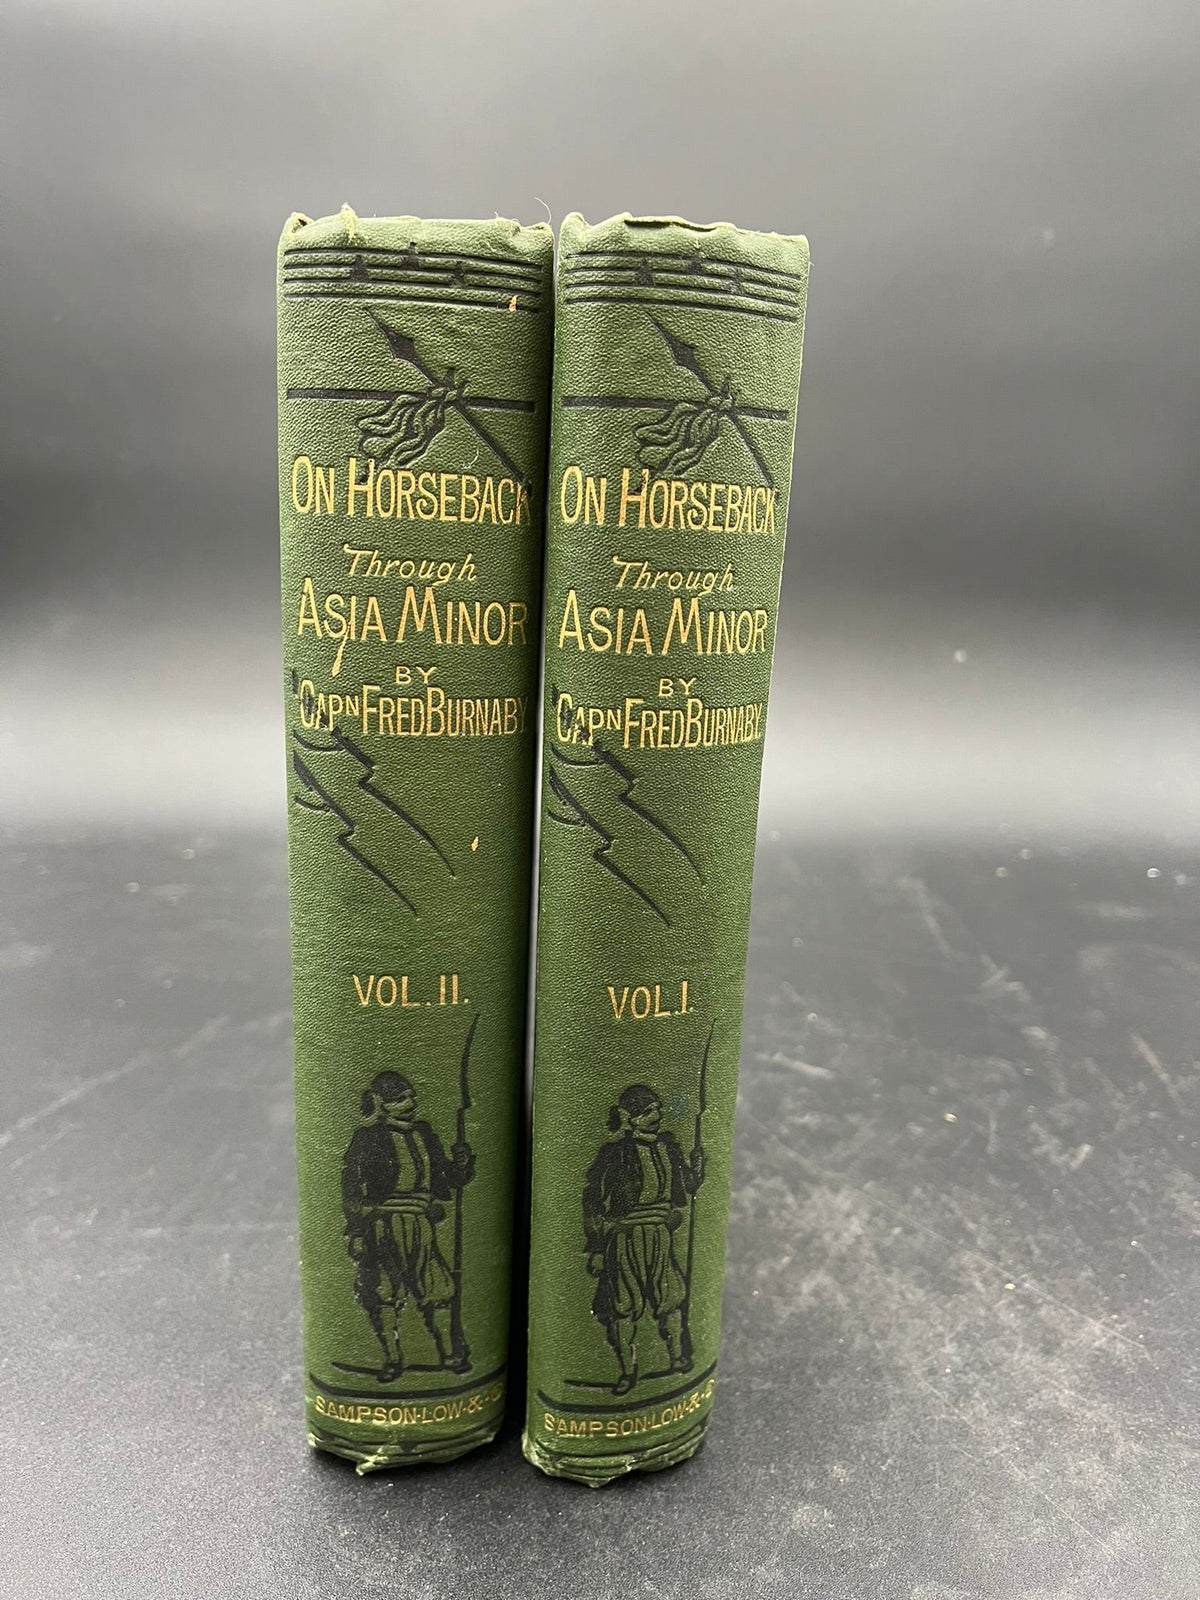 ON HORSEBACK
Through
ASIA MINOR
BY
CAPN FRED BURNABY
VOL. II.
SAMPSON·LOW·&·C
ON HORSEBACK
Through
ASIA MINOR
BY
CAPN FRED BURNABY.
VOL. I.
SAMPSON·LOW·&·C